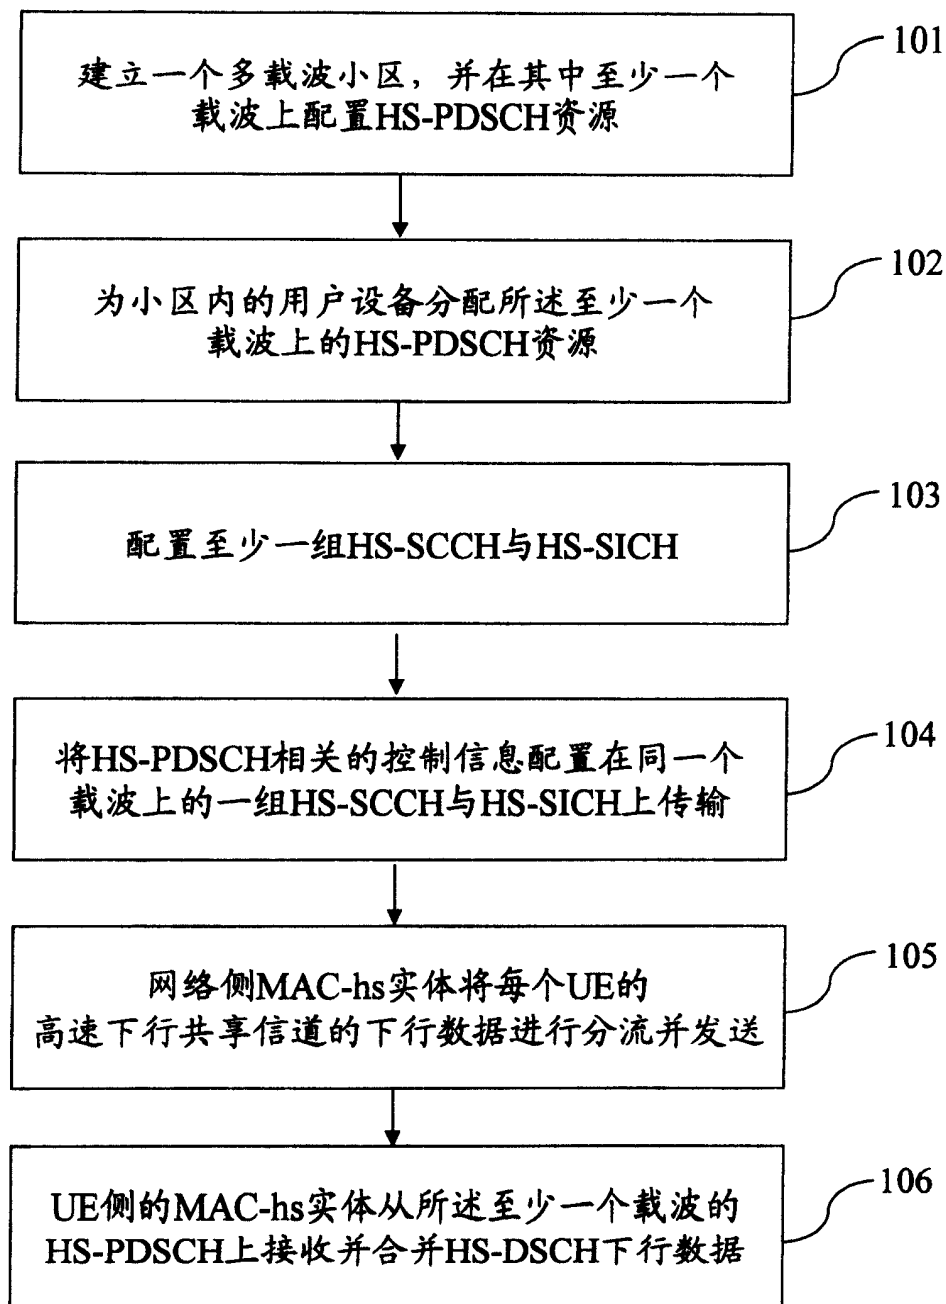 建立一个多载波小区，并在其中至少一个
载波上配置HS-PDSCH资源
101
为小区内的用户设备分配所述至少一个
载波上的HS-PDSCH资源
102
配置至少一组HS-SCCH与HS-SICH
103
将HS-PDSCH相关的控制信息配置在同一个
载波上的一组HS-SCCH与HS-SICH上传输
104
网络侧MAC-hs实体将每个UE的
高速下行共享信道的下行数据进行分流并发送
105
UE侧的MAC-hs实体从所述至少一个载波的
HS-PDSCH上接收并合并HS-DSCH下行数据
106